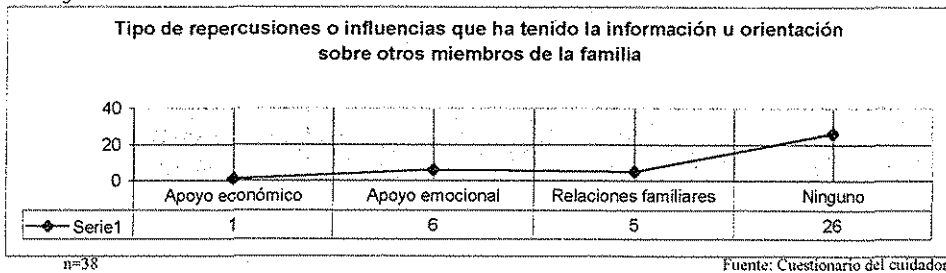 Tipo de repercusiones o influencias que ha tenido la información u orientación
sobre otros miembros de la familia
40
20
0
Apoyo económico Apoyo emocional Relaciones familiares Ninguno
Serie1 1 6 5 26
n=38 Fuente: Cuestionario del cuidador